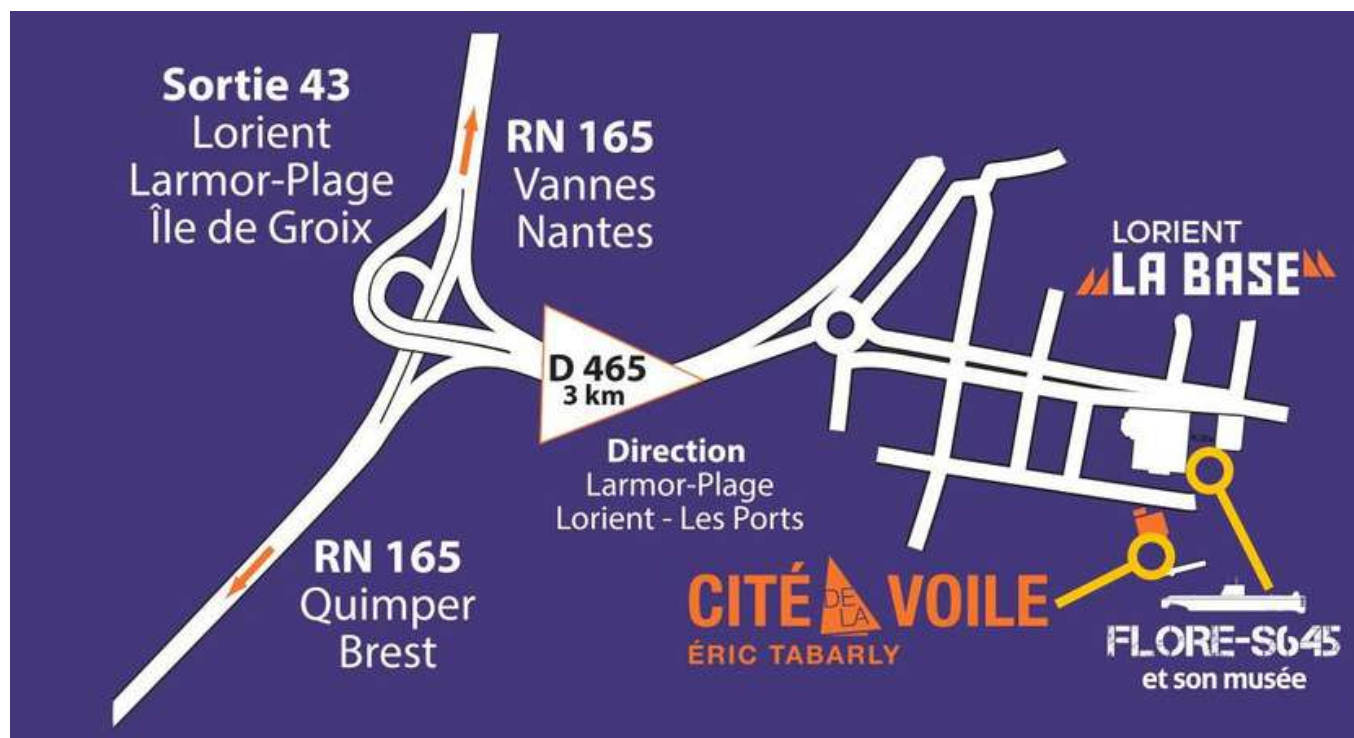 Sortie 43
Lorient
Larmor-Plage
Île de Groix
RN 165
Vannes
Nantes
LORIENT
LA BASE
D 465
3 km
Direction
Larmor-Plage
Lorient - Les Ports
RN 165
Quimper
Brest
CITÉ DE LA VOILE
ÉRIC TABARLY
FLORE-S645
et son musée